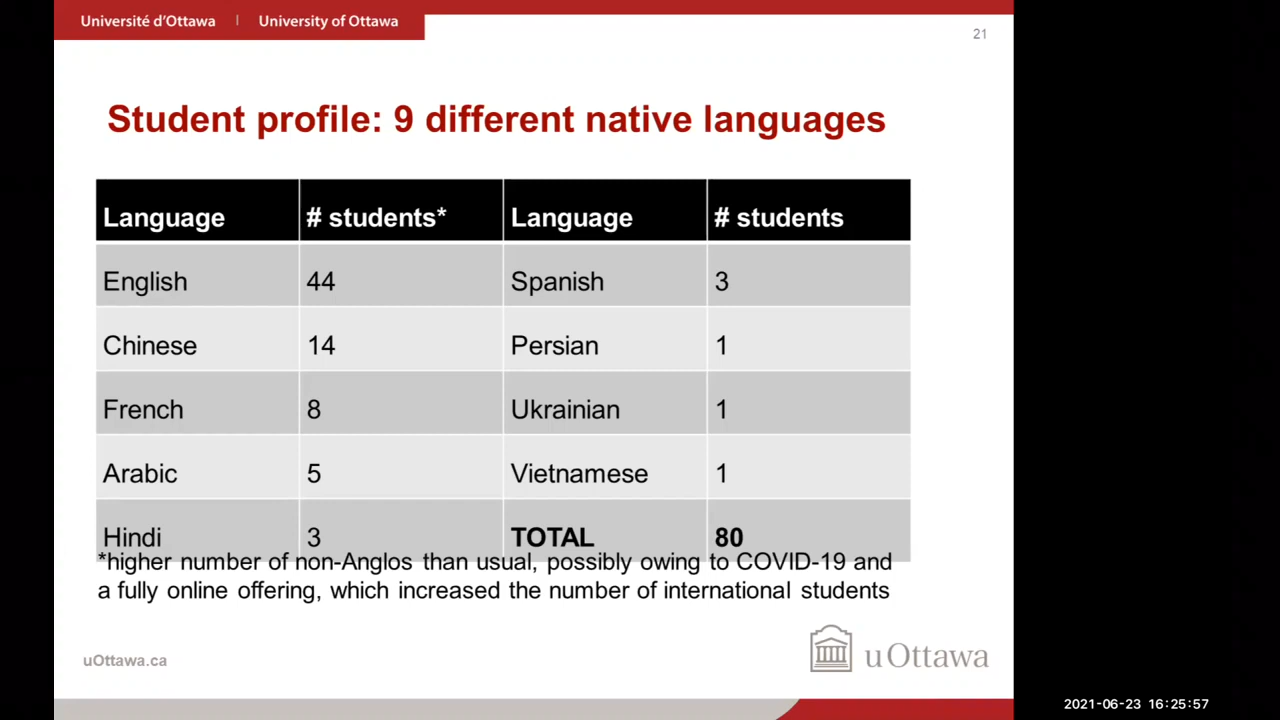 Université d'Ottawa | University of Ottawa
21
Student profile: 9 different native languages
Language # students* Language # students
English 44 Spanish 3
Chinese 14 Persian 1
French 8 Ukrainian 1
Arabic 5 Vietnamese 1
Hindi 3 TOTAL 80
*higher number of non-Anglos than usual, possibly owing to COVID-19 and
a fully online offering, which increased the number of international students
uOttawa.ca
uOttawa
2021-06-23 16:25:57